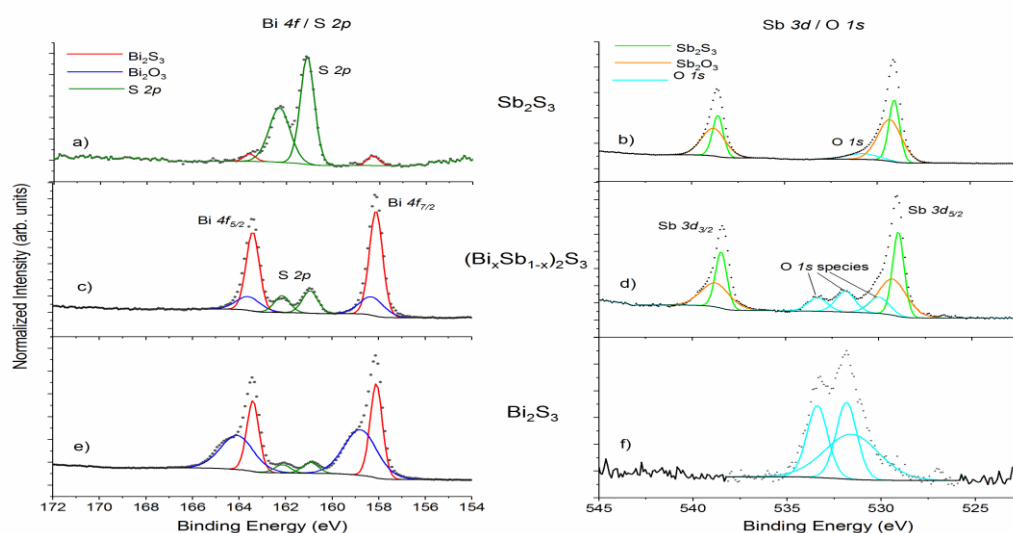 Bi 4f / S 2p
Sb 3d / O 1s
Bi₂S₃
Bi₂O₃
S 2p
a)
Sb₂S₃
Sb₂S₃
Sb₂O₃
O 1s
O 1s
b)
Normalized Intensity (arb. units)
Bi 4f5/2
Bi 4f7/2
S 2p
c)
(BiₓSb₁₋ₓ)₂S₃
Sb 3d3/2
Sb 3d5/2
O 1s species
d)
e)
Bi₂S₃
f)
172 170 168 166 164 162 160 158 156 154
Binding Energy (eV)
545 540 535 530 525
Binding Energy (eV)